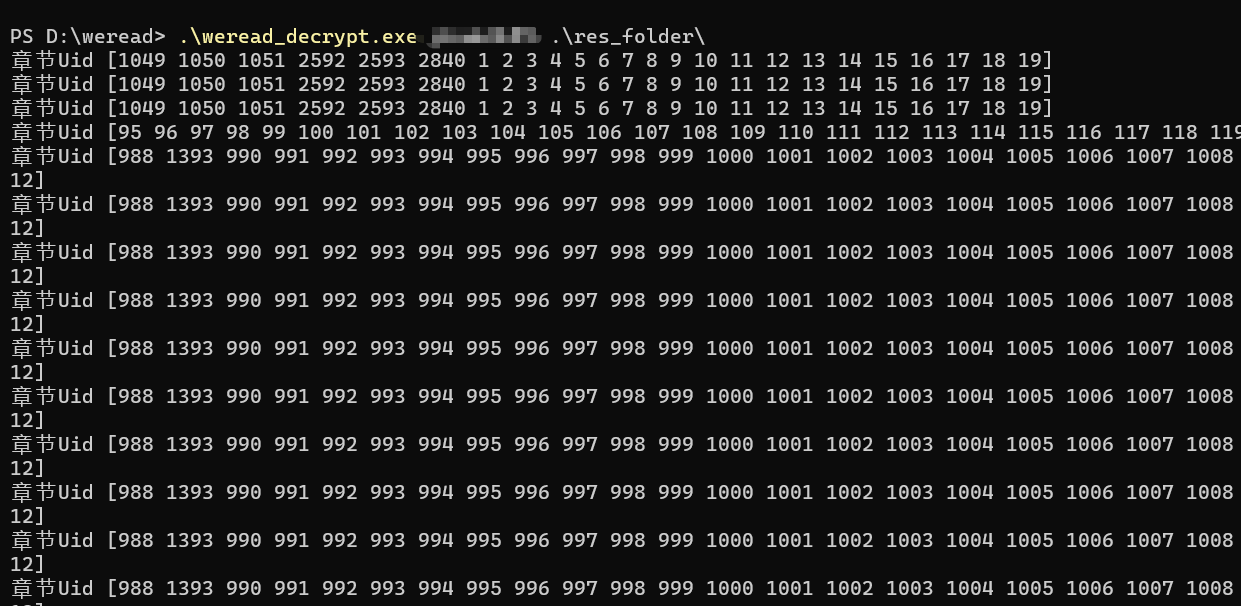 PS D:\weread> .\weread_decrypt.exe .\res_folder\
章节Uid [1049 1050 1051 2592 2593 2840 1 2 3 4 5 6 7 8 9 10 11 12 13 14 15 16 17 18 19]
章节Uid [1049 1050 1051 2592 2593 2840 1 2 3 4 5 6 7 8 9 10 11 12 13 14 15 16 17 18 19]
章节Uid [1049 1050 1051 2592 2593 2840 1 2 3 4 5 6 7 8 9 10 11 12 13 14 15 16 17 18 19]
章节Uid [95 96 97 98 99 100 101 102 103 104 105 106 107 108 109 110 111 112 113 114 115 116 117 118 119
章节Uid [988 1393 990 991 992 993 994 995 996 997 998 999 1000 1001 1002 1003 1004 1005 1006 1007 1008
12]
章节Uid [988 1393 990 991 992 993 994 995 996 997 998 999 1000 1001 1002 1003 1004 1005 1006 1007 1008
12]
章节Uid [988 1393 990 991 992 993 994 995 996 997 998 999 1000 1001 1002 1003 1004 1005 1006 1007 1008
12]
章节Uid [988 1393 990 991 992 993 994 995 996 997 998 999 1000 1001 1002 1003 1004 1005 1006 1007 1008
12]
章节Uid [988 1393 990 991 992 993 994 995 996 997 998 999 1000 1001 1002 1003 1004 1005 1006 1007 1008
12]
章节Uid [988 1393 990 991 992 993 994 995 996 997 998 999 1000 1001 1002 1003 1004 1005 1006 1007 1008
12]
章节Uid [988 1393 990 991 992 993 994 995 996 997 998 999 1000 1001 1002 1003 1004 1005 1006 1007 1008
12]
章节Uid [988 1393 990 991 992 993 994 995 996 997 998 999 1000 1001 1002 1003 1004 1005 1006 1007 1008
12]
章节Uid [988 1393 990 991 992 993 994 995 996 997 998 999 1000 1001 1002 1003 1004 1005 1006 1007 1008
12]
章节Uid [988 1393 990 991 992 993 994 995 996 997 998 999 1000 1001 1002 1003 1004 1005 1006 1007 1008